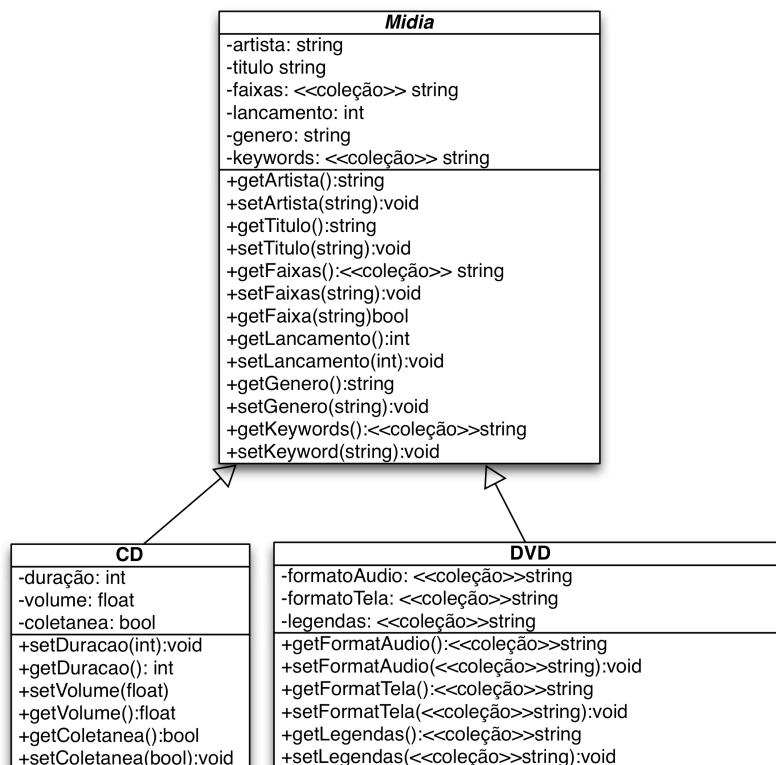 Midia
-artista: string
-titulo string
-faixas: <<coleção>> string
-lancamento: int
-genero: string
-keywords: <<coleção>> string
+getArtista():string
+setArtista(string):void
+getTitulo():string
+setTitulo(string):void
+getFaixas():<<coleção>> string
+setFaixas(string):void
+getFaixa(string)bool
+getLancamento():int
+setLancamento(int):void
+getGenero():string
+setGenero(string):void
+getKeywords():<<coleção>>string
+setKeyword(string):void
CD
-duração: int
-volume: float
-coletanea: bool
+setDuracao(int):void
+getDuracao(): int
+setVolume(float)
+getVolume():float
+getColetanea():bool
+setColetanea(bool):void
DVD
-formatoAudio: <<coleção>>string
-formatoTela: <<coleção>>string
-legendas: <<coleção>>string
+getFormatAudio():<<coleção>>string
+setFormatAudio(<<coleção>>string):void
+getFormatTela():<<coleção>>string
+setFormatTela(<<coleção>>string):void
+getLegendas():<<coleção>>string
+setLegendas(<<coleção>>string):void